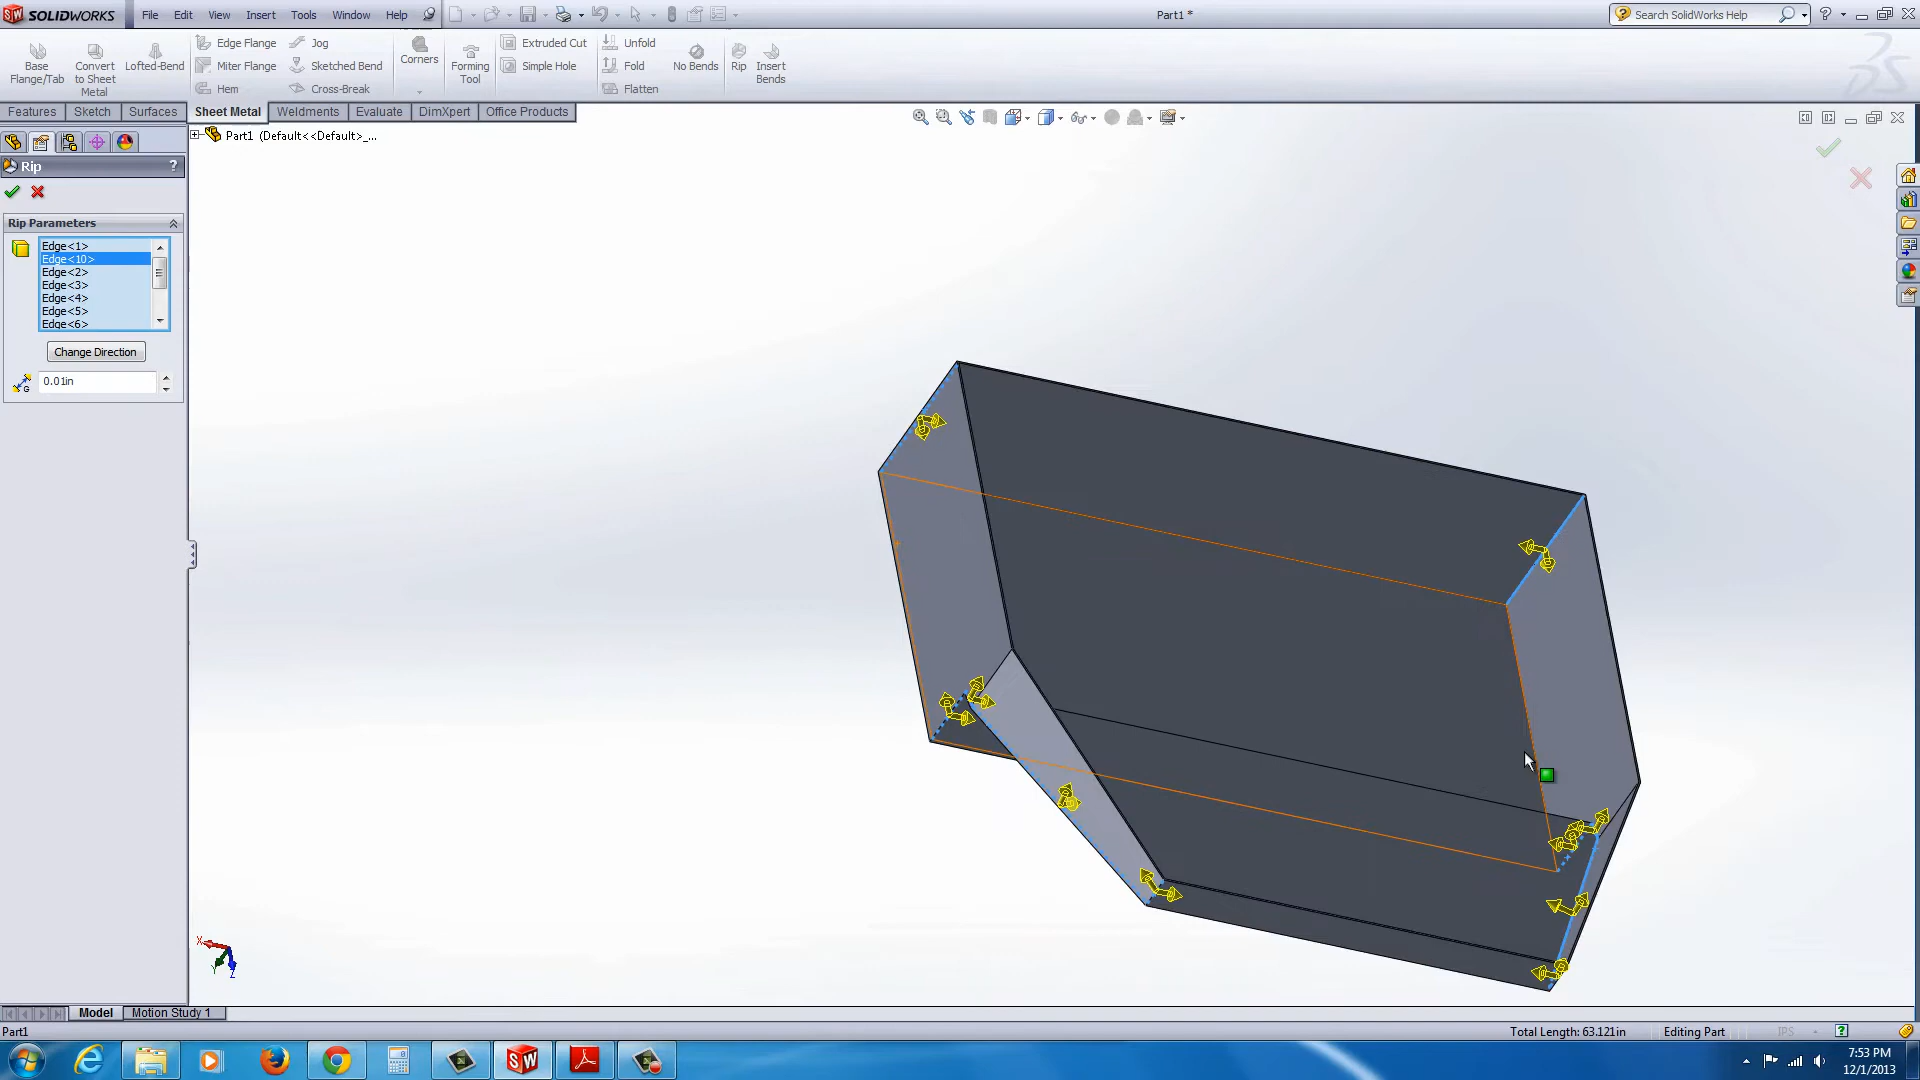 SOLIDWORKS File Edit View Insert Tools Window Help Part1 * Search SolidWorks Help
Edge Flange Jog Extruded Cut Unfold
Base Flange/Tab Convert to Sheet Metal Lofted-Bend Miter Flange Sketched Bend Corners Forming Tool Simple Hole Fold No Bends Rip Insert Bends
Hem Cross-Break Flatten
Features Sketch Surfaces Sheet Metal Weldments Evaluate DimXpert Office Products
Part1 (Default<<Default>_...
Rip ?
Rip Parameters
Edge<1>
Edge<10>
Edge<2>
Edge<3>
Edge<4>
Edge<5>
Edge<6>
Change Direction
0.01in
X
Y
Z
Model Motion Study 1
Part1 Total Length: 63.121in Editing Part IPS
7:53 PM
12/1/2013